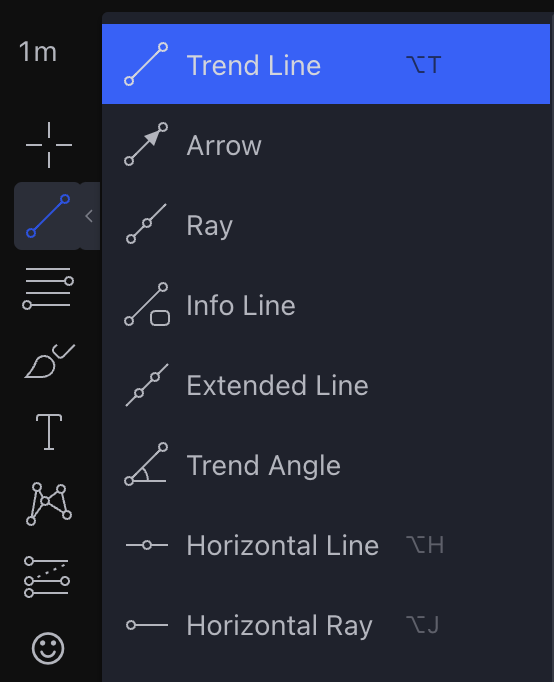 1m
Trend Line ⌥T
Arrow
Ray
Info Line
Extended Line
Trend Angle
Horizontal Line ⌥H
Horizontal Ray ⌥J